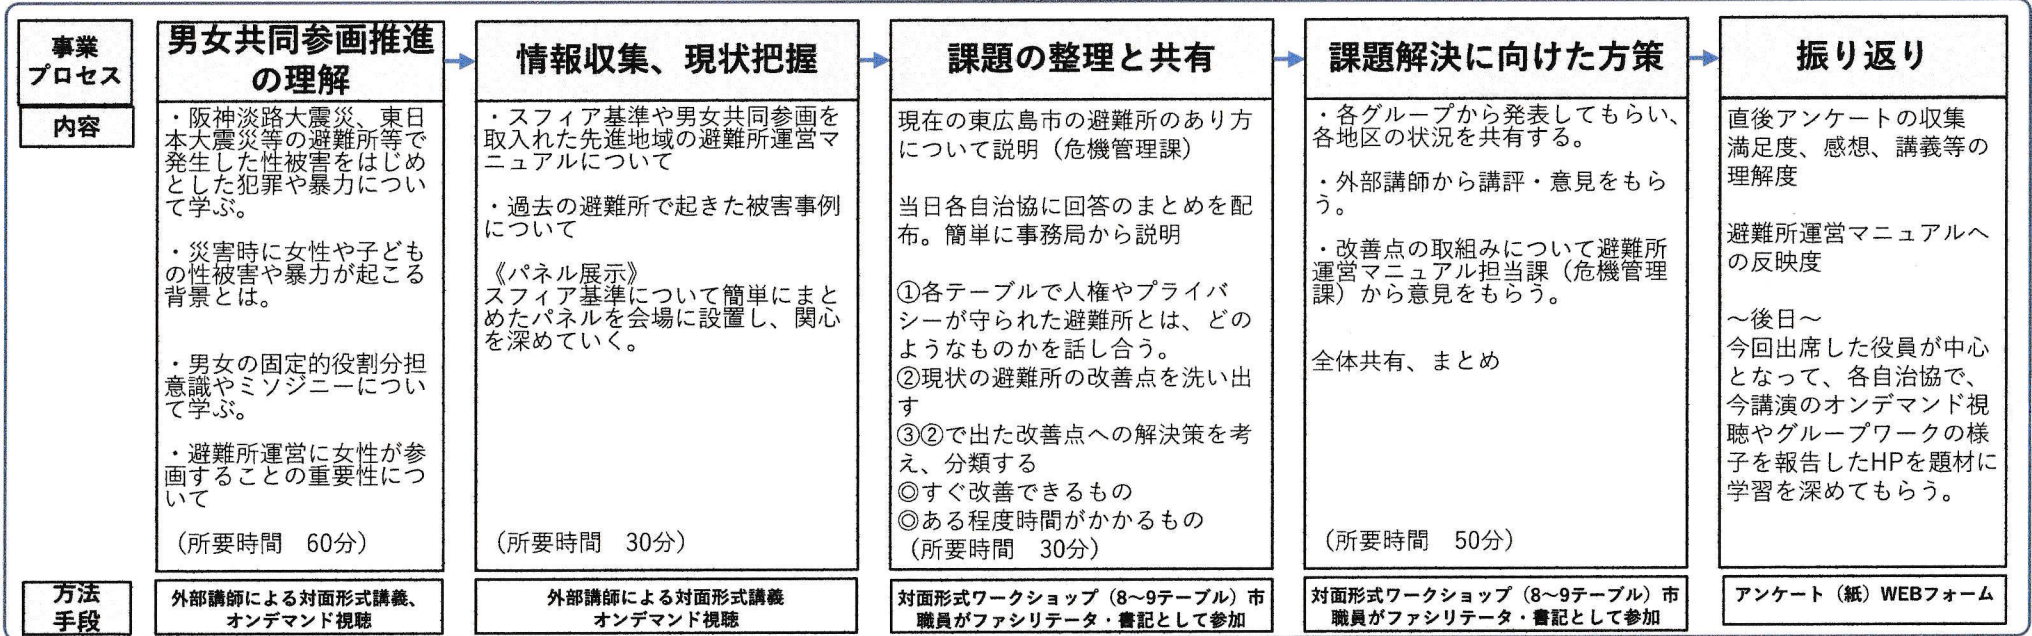 事業
プロセス
内容
方法
手段
男女共同参画推進
の理解
・阪神淡路大震災、東日
本大震災等の避難所等で
発生した性被害をはじめ
とした犯罪や暴力につい
て学ぶ。
・災害時に女性や子ども
の性被害や暴力が起こる
背景とは。
・男女の固定的役割分担
意識やミソジニーについ
て学ぶ。
・避難所運営に女性が参
画することの重要性につ
いて
（所要時間　60分）
外部講師による対面形式講義、
オンデマンド視聴
情報収集、現状把握
・スフィア基準や男女共同参画を
取入れた先進地域の避難所運営マ
ニュアルについて
・過去の避難所で起きた被害事例
について
《パネル展示》
スフィア基準について簡単にまと
めたパネルを会場に設置し、関心
を深めていく。
（所要時間　30分）
外部講師による対面形式講義
オンデマンド視聴
課題の整理と共有
現在の東広島市の避難所のあり方
について説明（危機管理課）
当日各自治協に回答のまとめを配
布。簡単に事務局から説明
①各テーブルで人権やプライバ
シーが守られた避難所とは、どの
ようなものかを話し合う。
②現状の避難所の改善点を洗い出
す
③②で出た改善点への解決策を考
え、分類する
◎すぐ改善できるもの
◎ある程度時間がかかるもの
（所要時間　30分）
対面形式ワークショップ（8～9テーブル）市
職員がファシリテータ・書記として参加
課題解決に向けた方策
・各グループから発表してもらい、
各地区の状況を共有する。
・外部講師から講評・意見をもら
う。
・改善点の取組みについて避難所
運営マニュアル担当課（危機管理
課）から意見をもらう。
全体共有、まとめ
（所要時間　50分）
対面形式ワークショップ（8～9テーブル）市
職員がファシリテータ・書記として参加
振り返り
直後アンケートの収集
満足度、感想、講義等の
理解度
避難所運営マニュアルへ
の反映度
～後日～
今回出席した役員が中心
となって、各自治協で、
今講演のオンデマンド視
聴やグループワークの様
子を報告したHPを題材に
学習を深めてもらう。
アンケート（紙）WEBフォーム